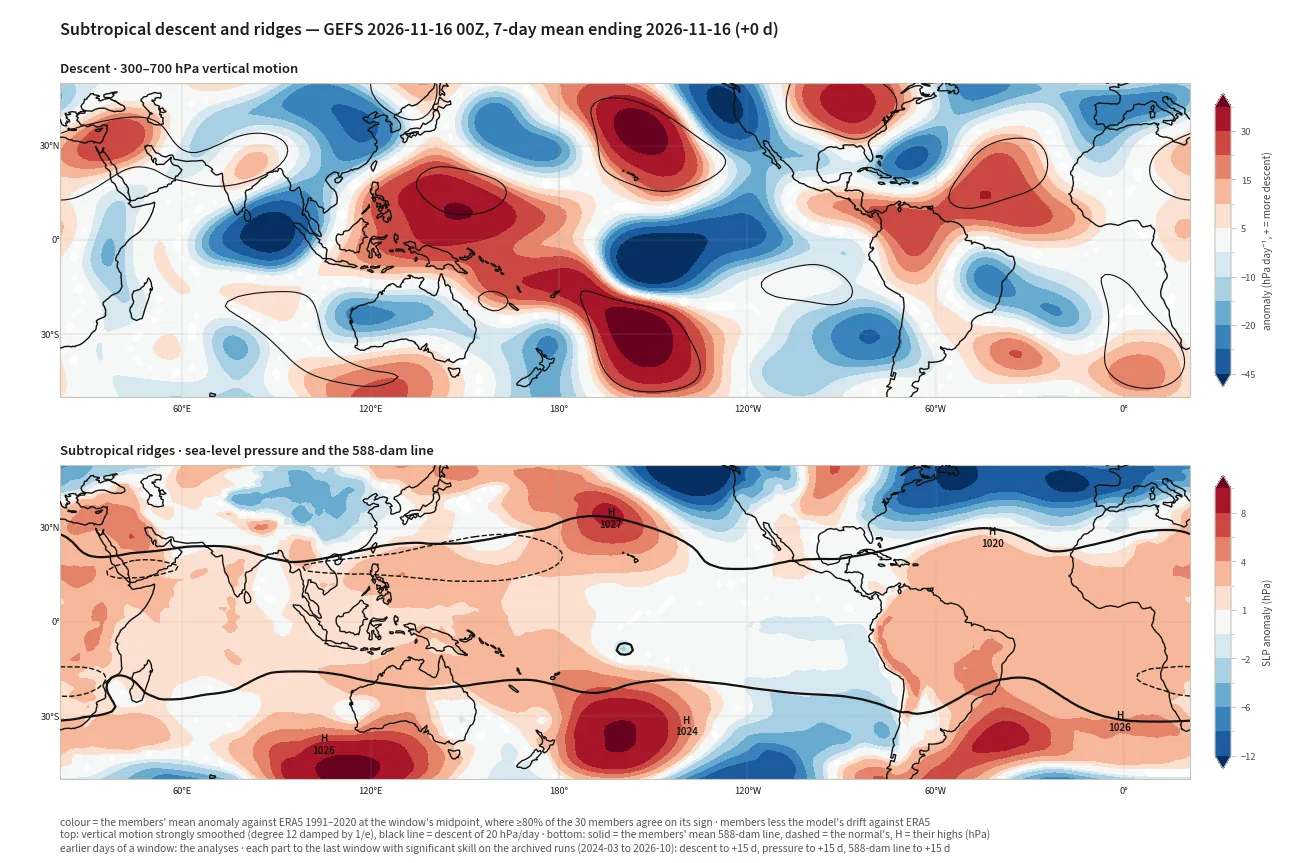 Subtropical descent and ridges — GEFS 2026-11-16 00Z, 7-day mean ending 2026-11-16 (+0 d)
Descent · 300–700 hPa vertical motion
30°N
0°
30°S
60°E
120°E
180°
120°W
60°W
0°
30
15
5
−10
−20
−45
anomaly (hPa day⁻¹, + = more descent)
Subtropical ridges · sea-level pressure and the 588-dam line
H
1027
H
1020
H
1024
H
1026
H
1026
30°N
0°
30°S
60°E
120°E
180°
120°W
60°W
0°
8
4
1
−2
−6
−12
SLP anomaly (hPa)
colour = the members' mean anomaly against ERA5 1991–2020 at the window's midpoint, where ≥80% of the 30 members agree on its sign · members less the model's drift against ERA5
top: vertical motion strongly smoothed (degree 12 damped by 1/e), black line = descent of 20 hPa/day · bottom: solid = the members' mean 588-dam line, dashed = the normal's, H = their highs (hPa)
earlier days of a window: the analyses · each part to the last window with significant skill on the archived runs (2024-03 to 2026-10): descent to +15 d, pressure to +15 d, 588-dam line to +15 d